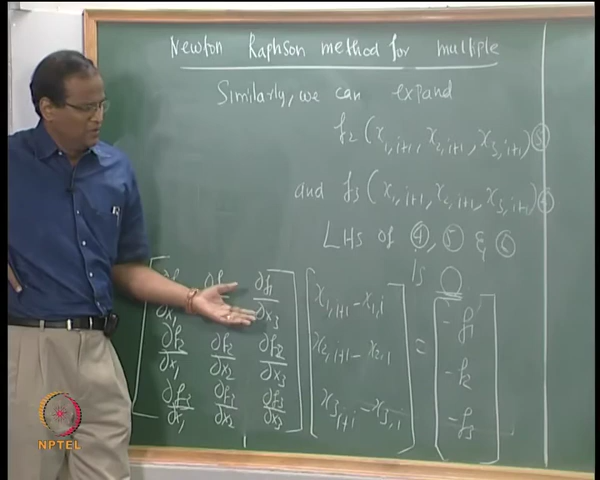 Newton Raphson method for multiple
Similarly, we can expand
f₂ (x₁,ᵢ₊₁, x₂,ᵢ₊₁, x₃,ᵢ₊₁) ⑤
and f₃ (x₁,ᵢ₊₁, x₂,ᵢ₊₁, x₃,ᵢ₊₁)
LHS of ④, ⑤ & ⑥
is 0
∂x₁ ∂f₁/∂x₃ x₁,ᵢ₊₁ - x₁,ᵢ = -f₁
∂f₂/∂x₁ ∂f₂/∂x₂ ∂f₂/∂x₃ x₂,ᵢ₊₁ - x₂,ᵢ -f₂
∂f₃/∂x₁ ∂f₃/∂x₂ ∂f₃/∂x₃ x₃,ᵢ₊₁ - x₃,ᵢ -f₃
NPTEL